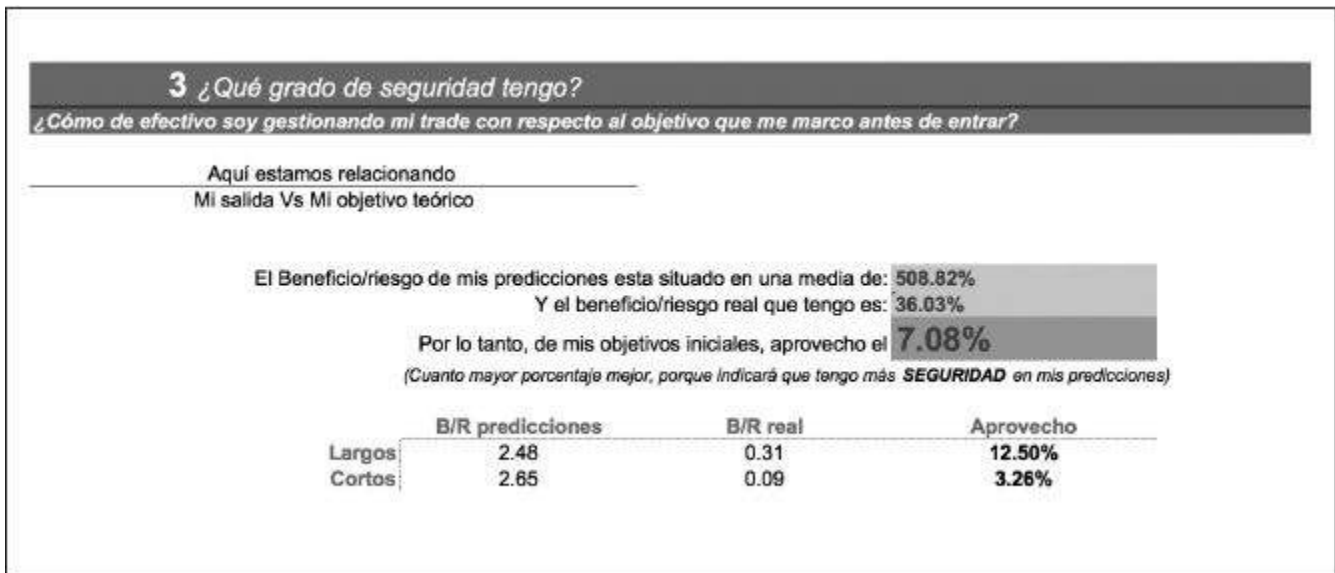 3 ¿Qué grado de seguridad tengo?
¿Cómo de efectivo soy gestionando mi trade con respecto al objetivo que me marco antes de entrar?
Aquí estamos relacionando
Mi salida Vs Mi objetivo teórico
El Beneficio/riesgo de mis predicciones esta situado en una media de: 508.82%
Y el beneficio/riesgo real que tengo es: 36.03%
Por lo tanto, de mis objetivos iniciales, aprovecho el 7.08%
(Cuanto mayor porcentaje mejor, porque indicará que tengo más SEGURIDAD en mis predicciones)
B/R predicciones B/R real Aprovecho
Largos 2.48 0.31 12.50%
Cortos 2.65 0.09 3.26%